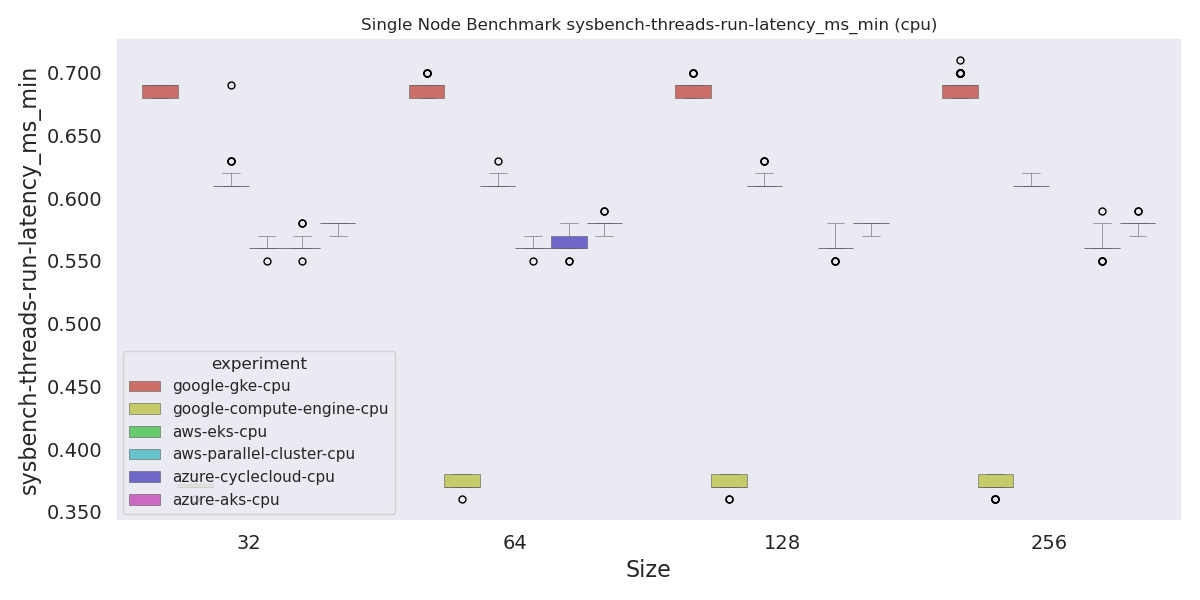 Single Node Benchmark sysbench-threads-run-latency_ms_min (cpu)
sysbench-threads-run-latency_ms_min
0.700
0.650
0.600
0.550
0.500
0.450
0.400
0.350
experiment
google-gke-cpu
google-compute-engine-cpu
aws-eks-cpu
aws-parallel-cluster-cpu
azure-cyclecloud-cpu
azure-aks-cpu
32
64
128
256
Size